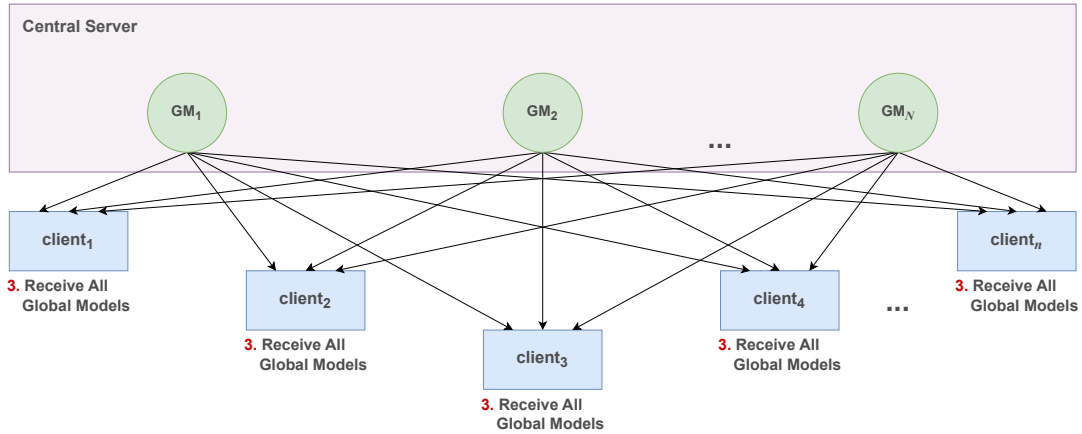 Central Server
GM₁
GM₂
GM_N
...
client₁
client₂
client₃
client₄
...
clientₙ
3. Receive All
Global Models
3. Receive All
Global Models
3. Receive All
Global Models
3. Receive All
Global Models
3. Receive All
Global Models